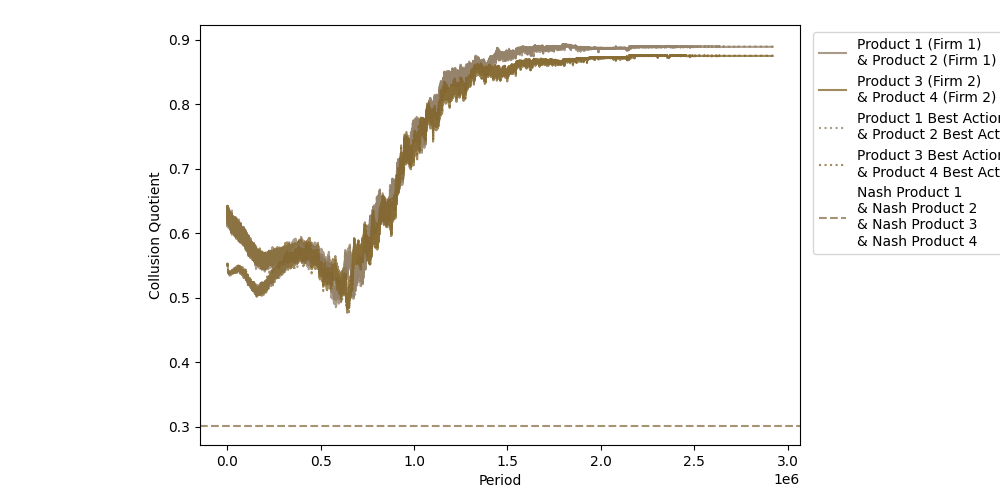 0.9
0.8
0.7
0.6
0.5
0.4
0.3
Collusion Quotient
0.0
0.5
1.0
1.5
2.0
2.5
3.0
1e6
Period
Product 1 (Firm 1)
& Product 2 (Firm 1)
Product 3 (Firm 2)
& Product 4 (Firm 2)
Product 1 Best Action
& Product 2 Best Act
Product 3 Best Action
& Product 4 Best Act
Nash Product 1
& Nash Product 2
& Nash Product 3
& Nash Product 4